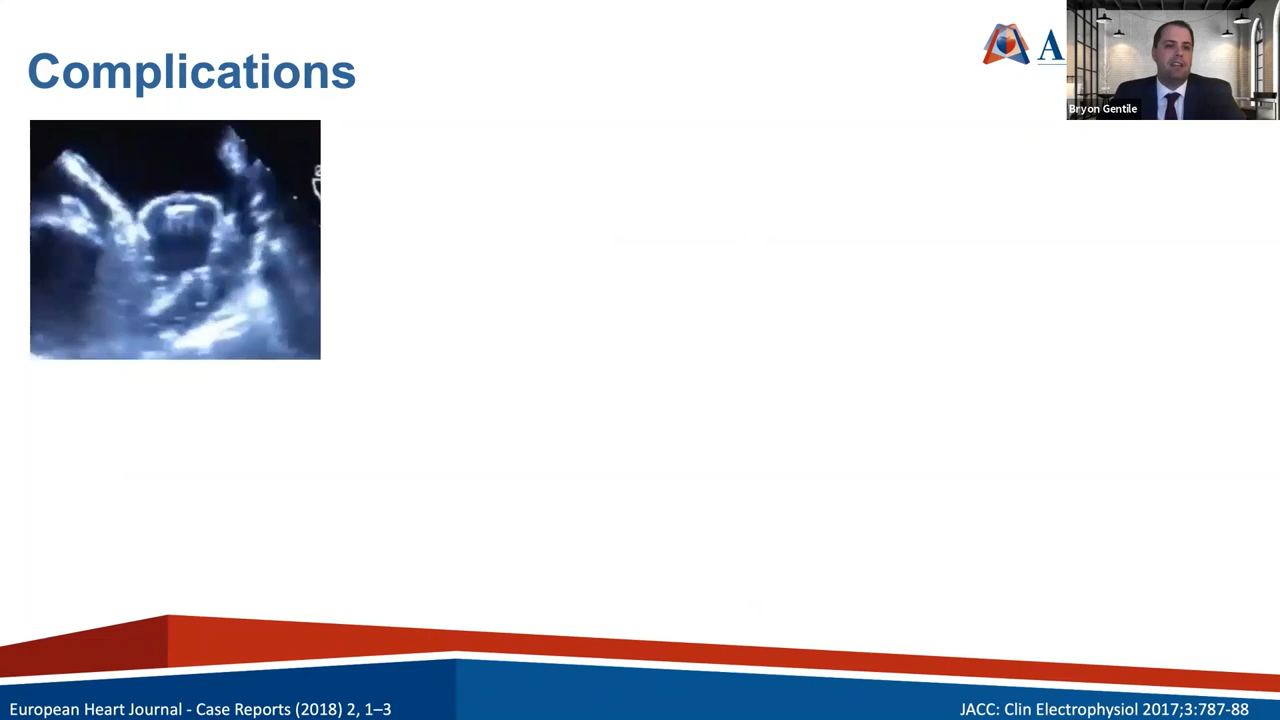 Complications
A
Bryon Gentile
European Heart Journal - Case Reports (2018) 2, 1–3
JACC: Clin Electrophysiol 2017;3:787-88